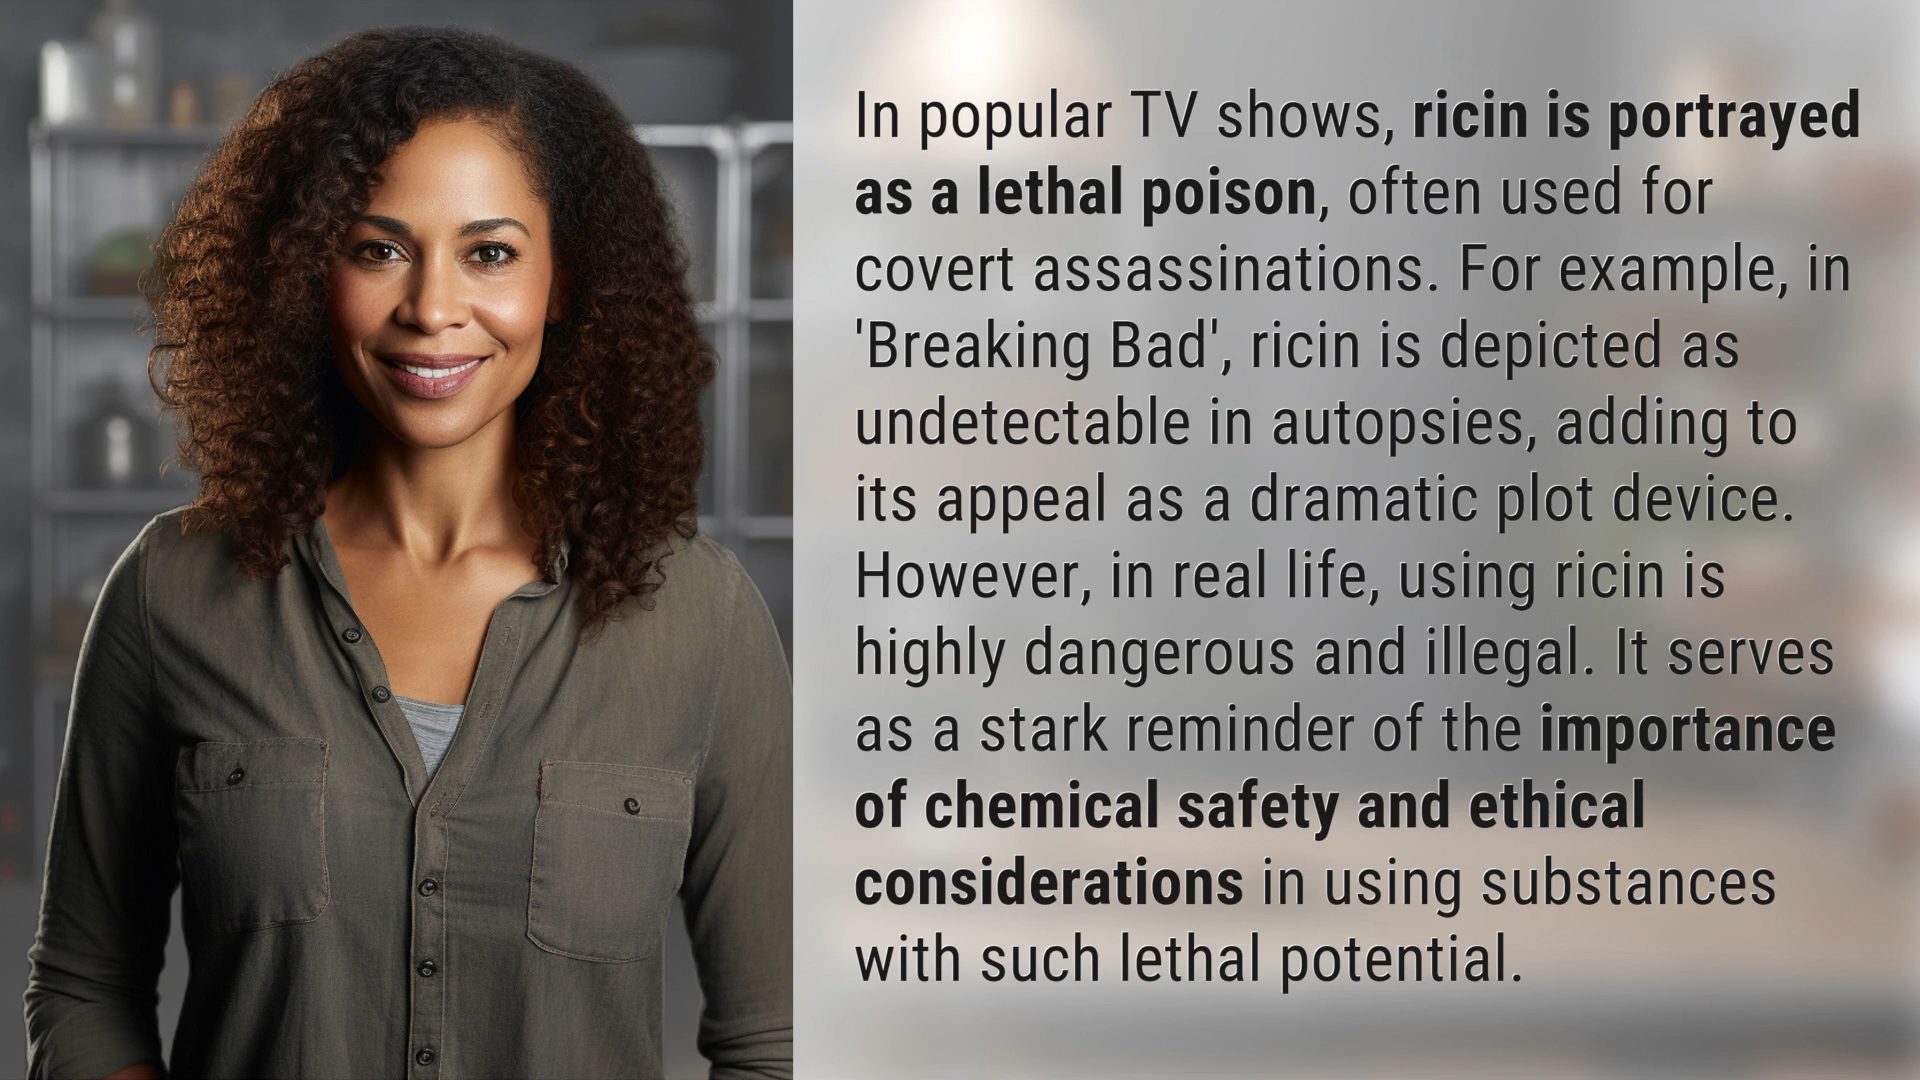 In popular TV shows, ricin is portrayed
as a lethal poison, often used for
covert assassinations. For example, in
'Breaking Bad', ricin is depicted as
undetectable in autopsies, adding to
its appeal as a dramatic plot device.
However, in real life, using ricin is
highly dangerous and illegal. It serves
as a stark reminder of the importance
of chemical safety and ethical
considerations in using substances
with such lethal potential.